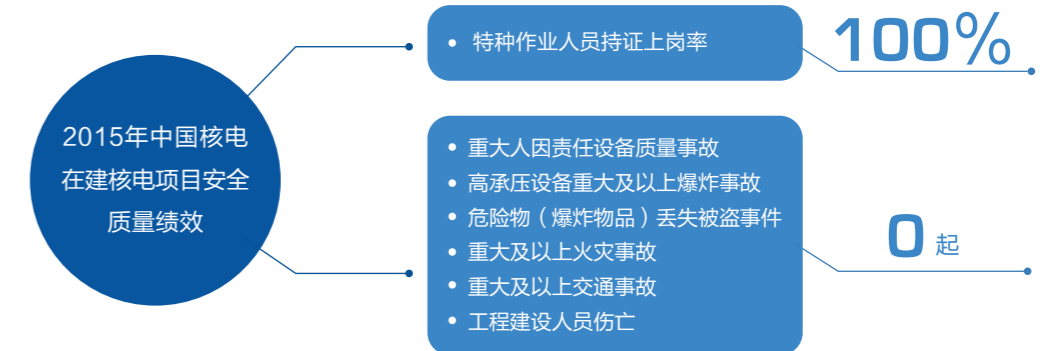 2015年中国核电
在建核电项目安全
质量绩效
• 特种作业人员持证上岗率
100%
• 重大人因责任设备质量事故
• 高承压设备重大及以上爆炸事故
• 危险物（爆炸物品）丢失被盗事件
• 重大及以上火灾事故
• 重大及以上交通事故
• 工程建设人员伤亡
0 起